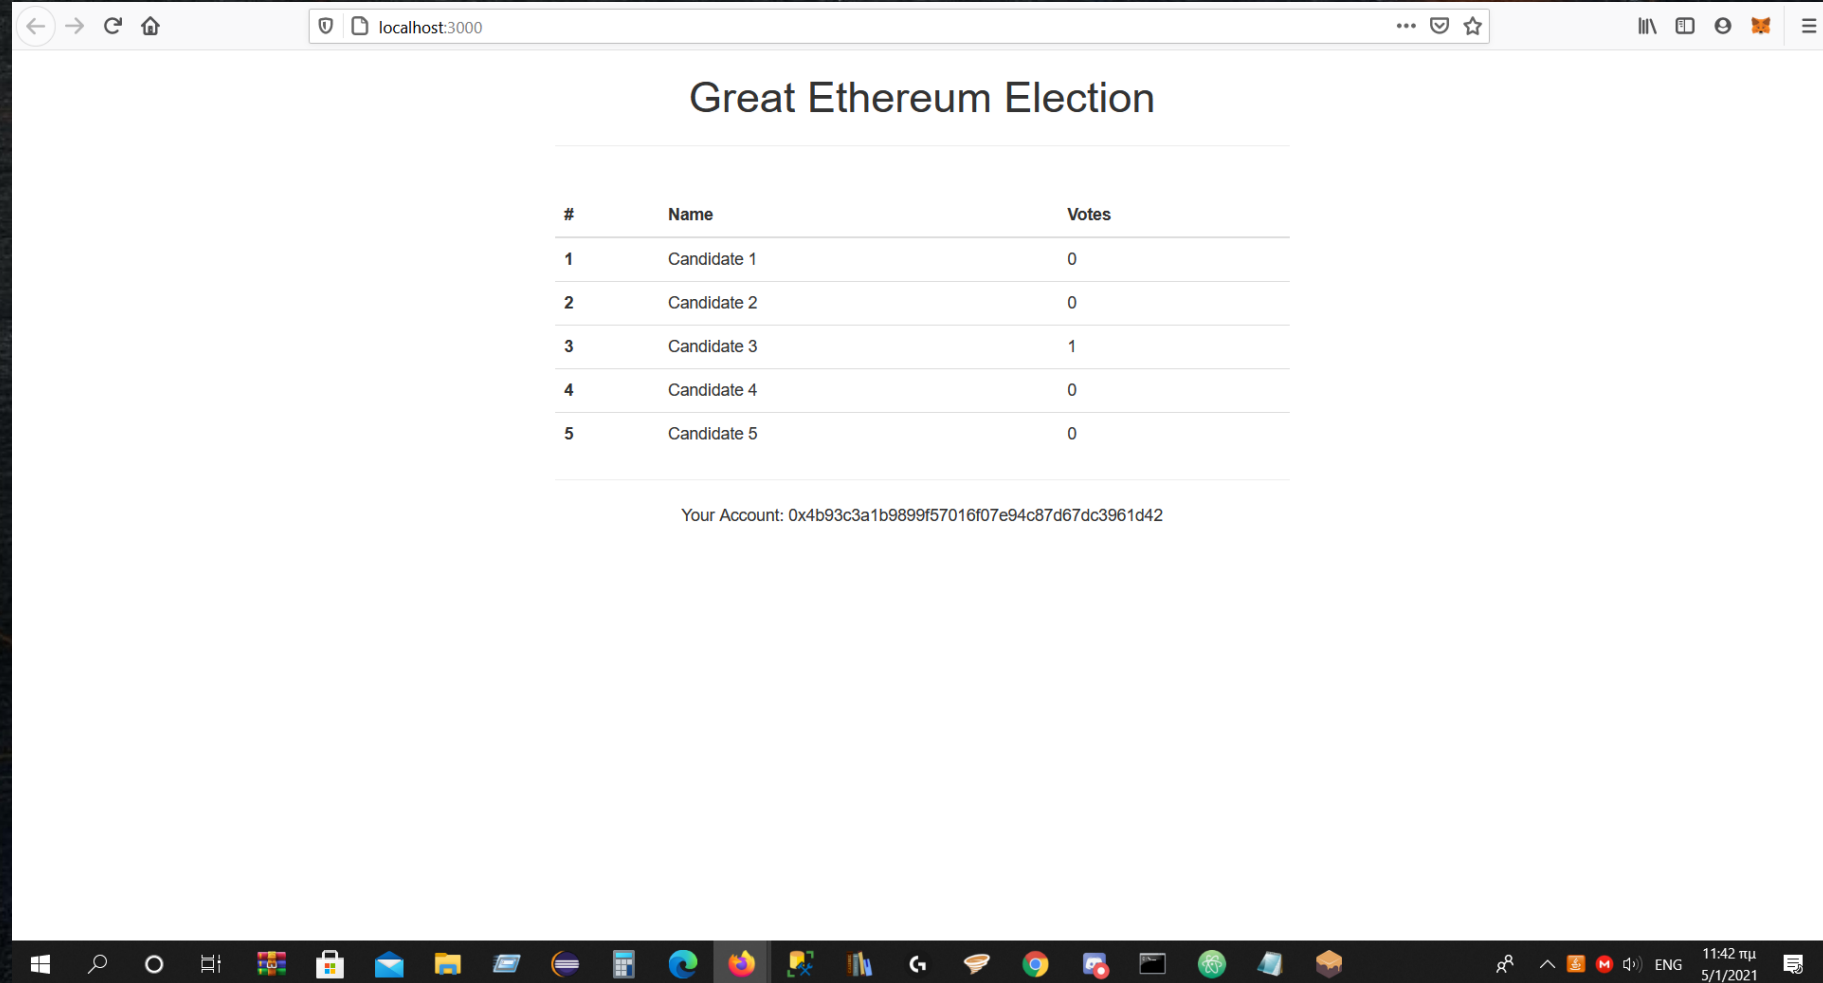 localhost:3000
Great Ethereum Election
# Name Votes
1 Candidate 1 0
2 Candidate 2 0
3 Candidate 3 1
4 Candidate 4 0
5 Candidate 5 0
Your Account: 0x4b93c3a1b9899f57016f07e94c87d67dc3961d42
ENG
11:42 πμ
5/1/2021